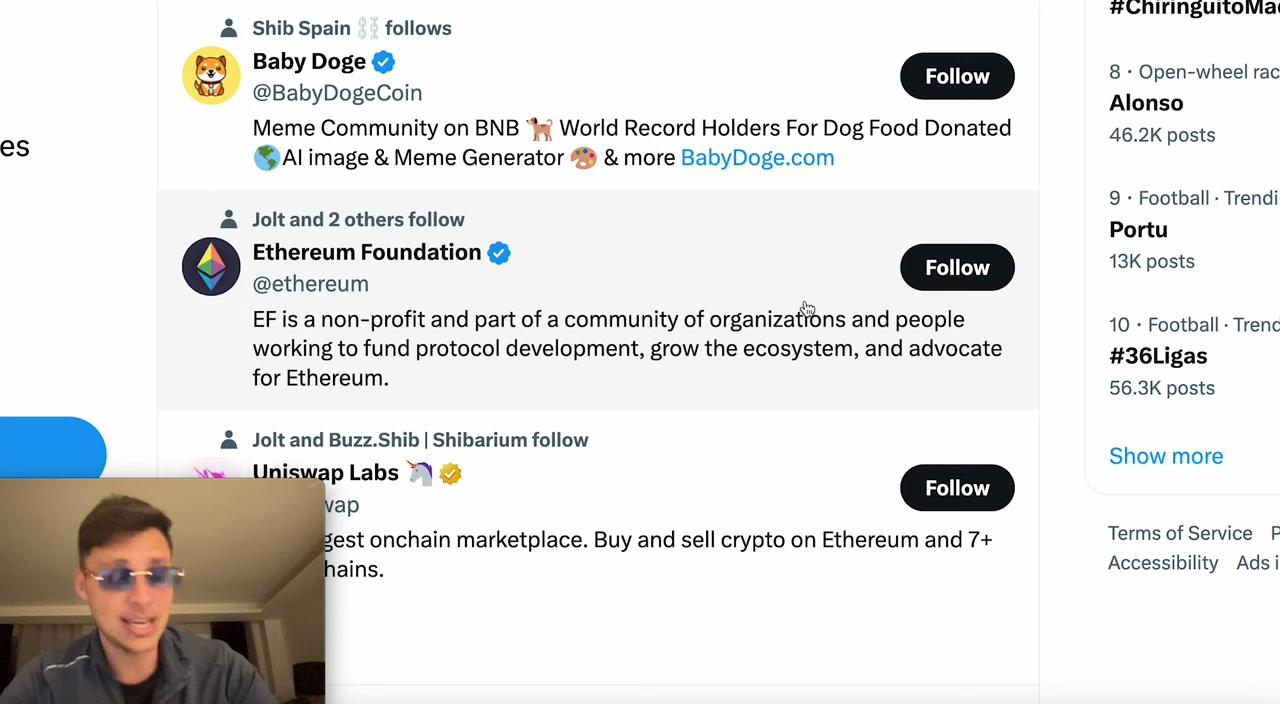 es
Shib Spain ⛓️ follows
Baby Doge
@BabyDogeCoin
Follow
Meme Community on BNB 🐕 World Record Holders For Dog Food Donated
🌎AI image & Meme Generator 🎨 & more BabyDoge.com
Jolt and 2 others follow
Ethereum Foundation
@ethereum
Follow
EF is a non-profit and part of a community of organizations and people
working to fund protocol development, grow the ecosystem, and advocate
for Ethereum.
Jolt and Buzz.Shib | Shibarium follow
Uniswap Labs 🦄
wap
Follow
gest onchain marketplace. Buy and sell crypto on Ethereum and 7+
hains.
#ChiringuitoMa
8 · Open-wheel rac
Alonso
46.2K posts
9 · Football · Trendi
Portu
13K posts
10 · Football · Trend
#36Ligas
56.3K posts
Show more
Terms of Service P
Accessibility Ads i